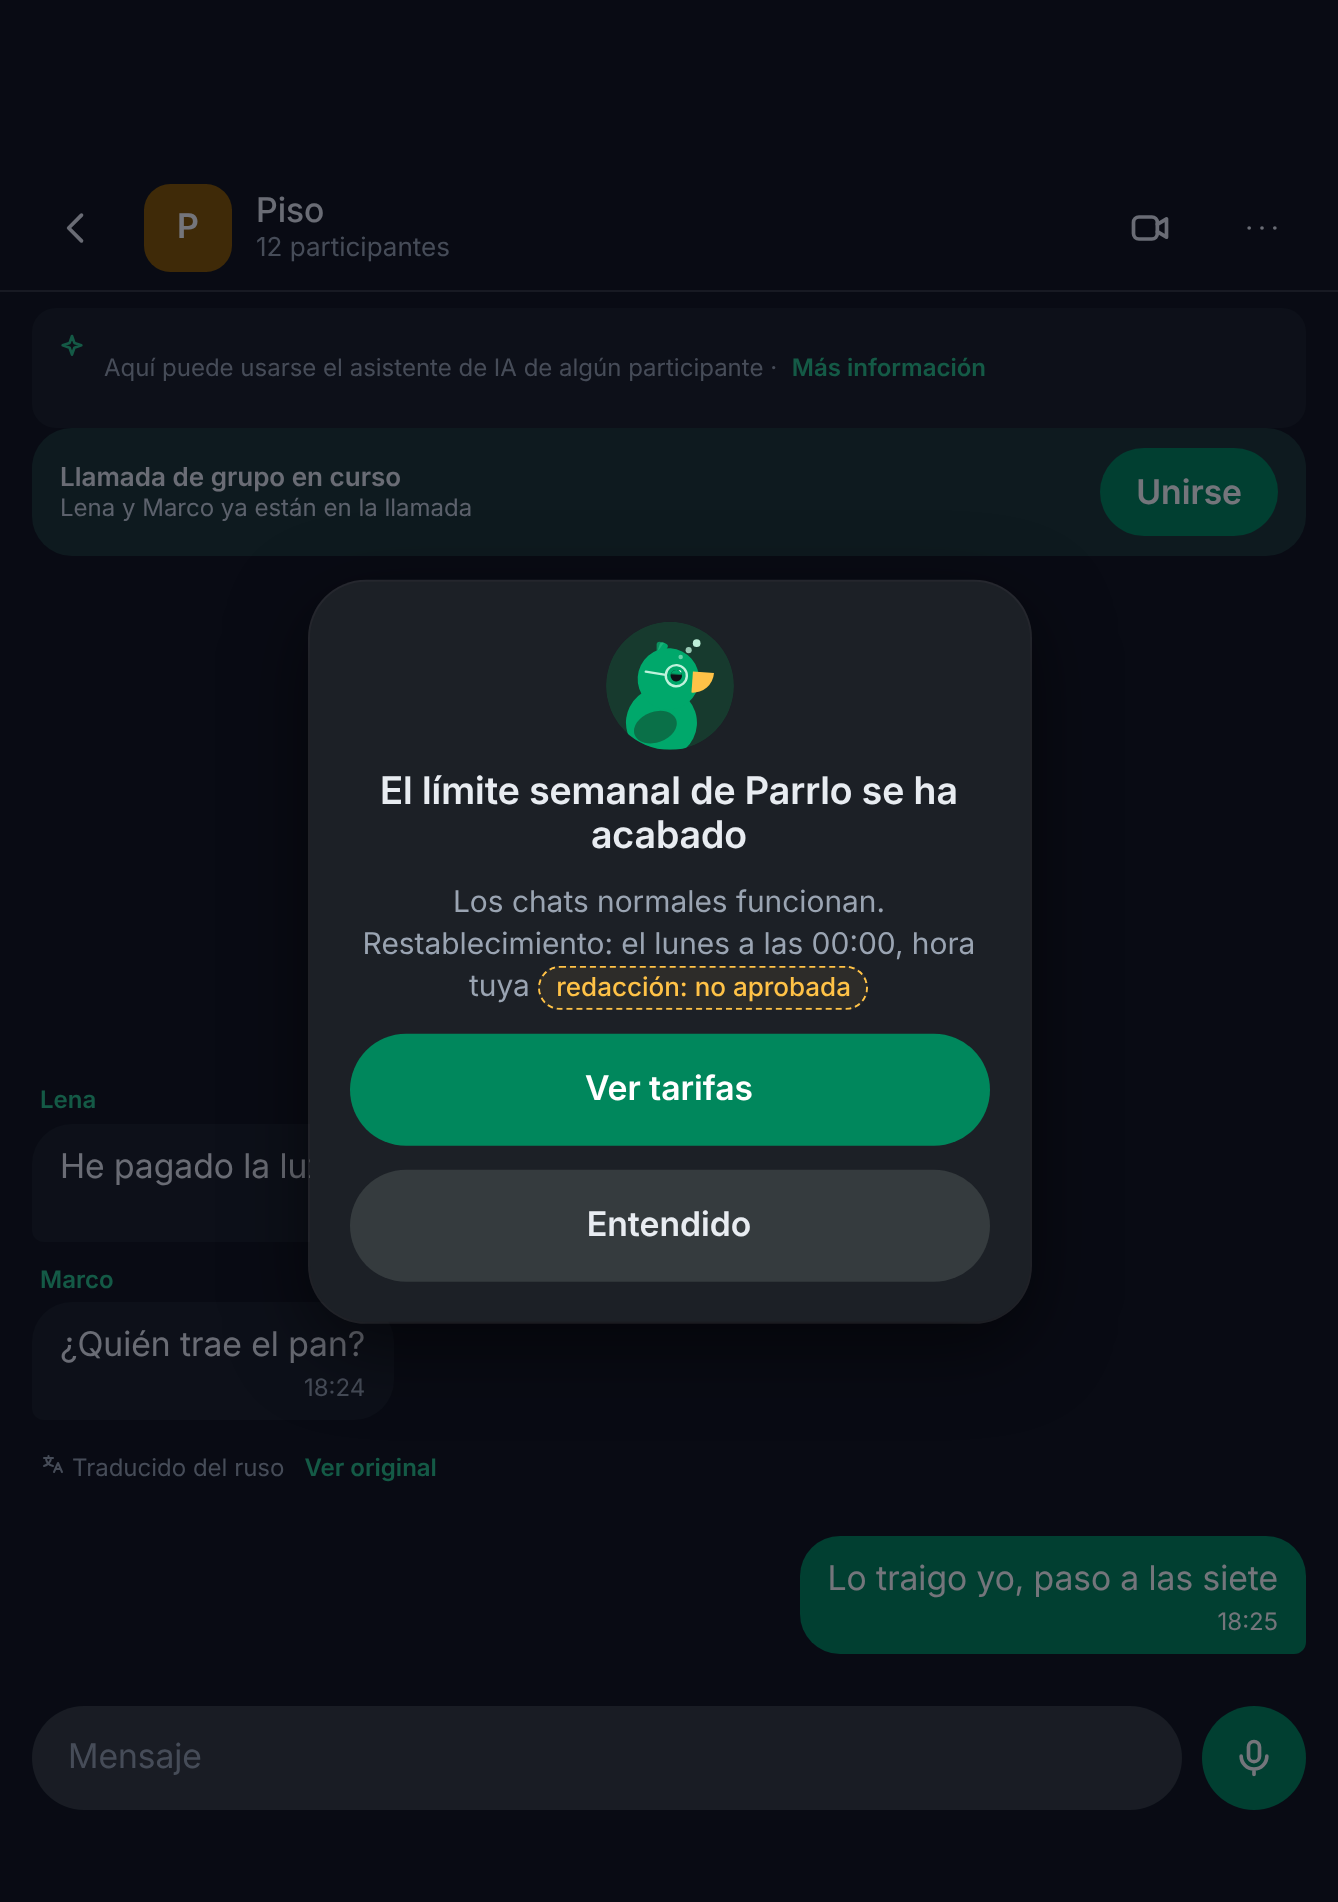 P
Piso
12 participantes
Aquí puede usarse el asistente de IA de algún participante · Más información
Llamada de grupo en curso
Lena y Marco ya están en la llamada
Unirse
El límite semanal de Parrlo se ha
acabado
Los chats normales funcionan.
Restablecimiento: el lunes a las 00:00, hora
tuya redacción: no aprobada
Ver tarifas
Entendido
Lena
He pagado la
Marco
¿Quién trae el pan?
18:24
Traducido del ruso Ver original
Lo traigo yo, paso a las siete
18:25
Mensaje